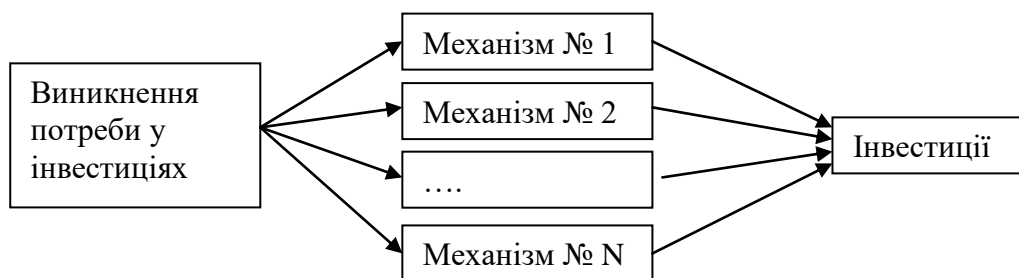 Виникнення
потреби у
інвестиціях
Механізм № 1
Механізм № 2
….
Механізм № N
Інвестиції